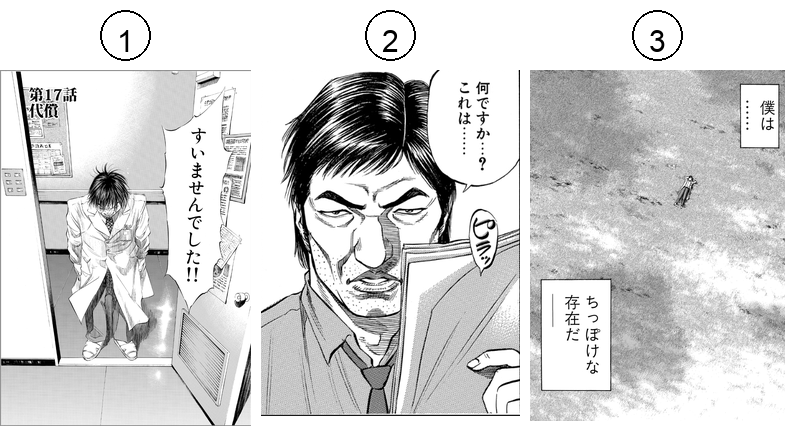 1
2
3
第17話
代償
すいませんでした!!
何ですか…?
これは……
ピラッ
僕は
……
ちっぽけな
存在だ
──